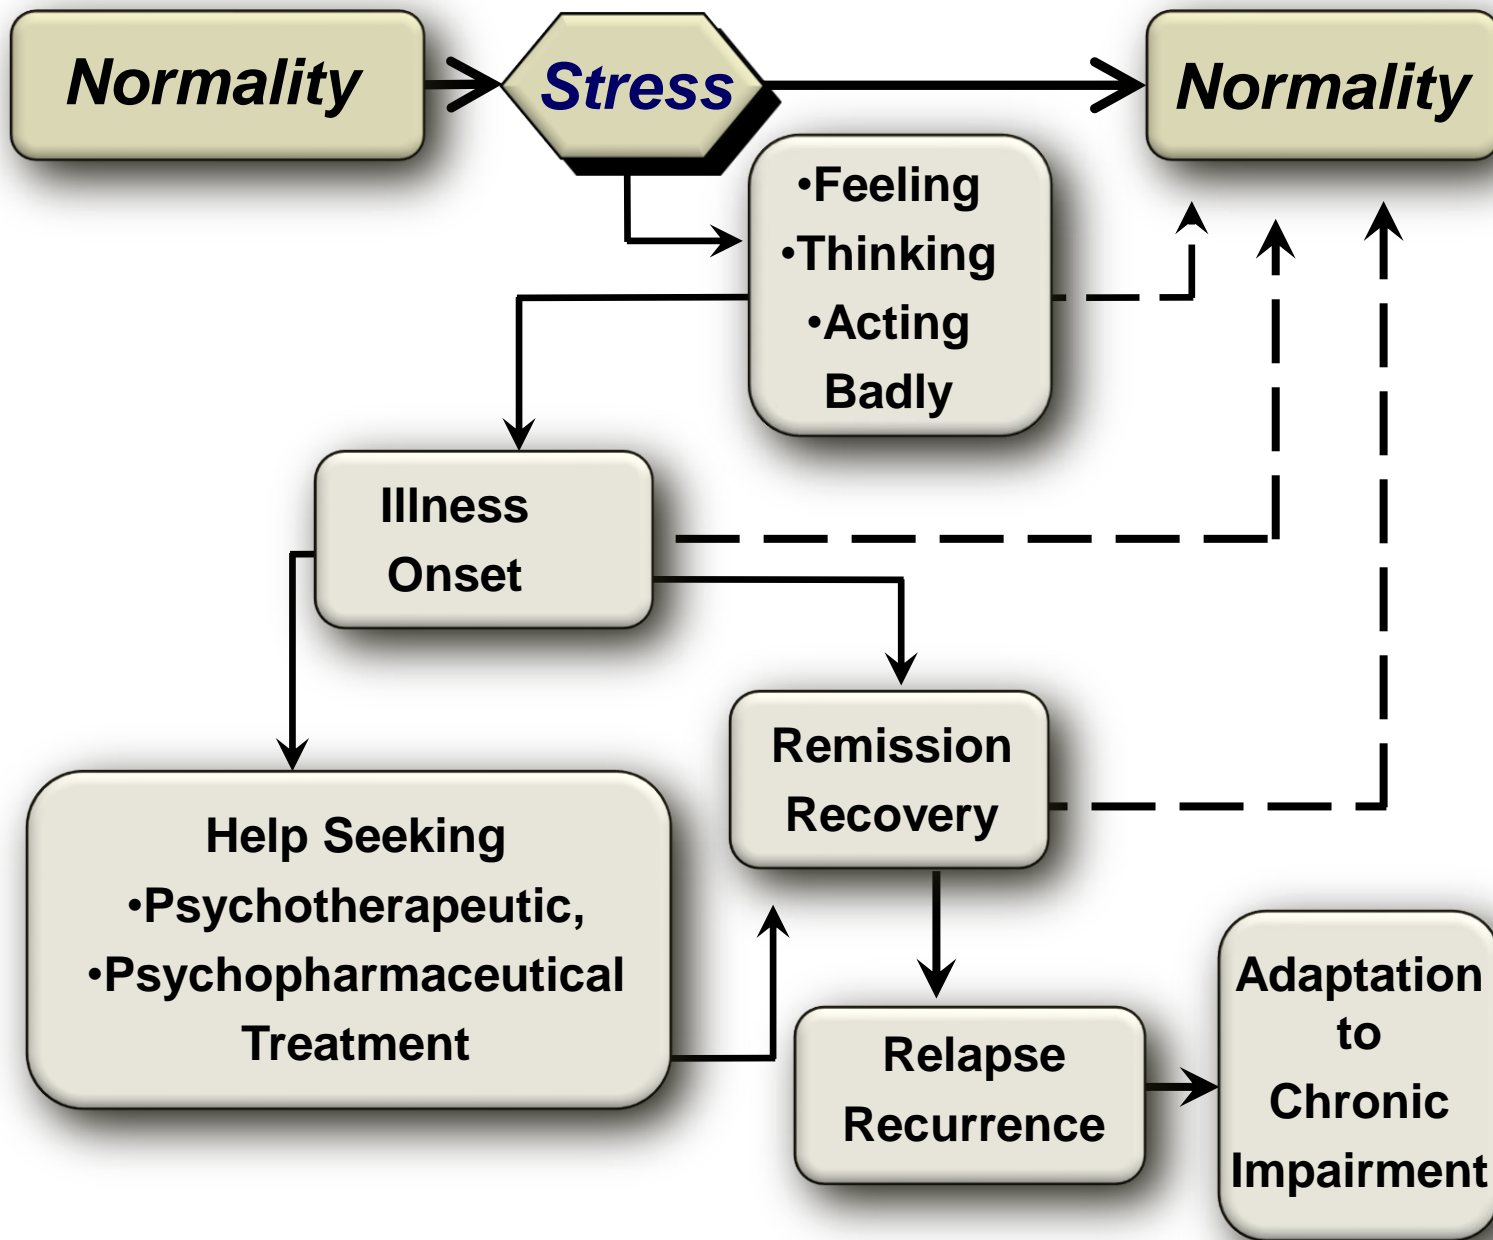 Normality
Stress
Normality
•Feeling
•Thinking
•Acting
Badly
Illness
Onset
Remission
Recovery
Help Seeking
•Psychotherapeutic,
•Psychopharmaceutical
Treatment
Relapse
Recurrence
Adaptation
to
Chronic
Impairment